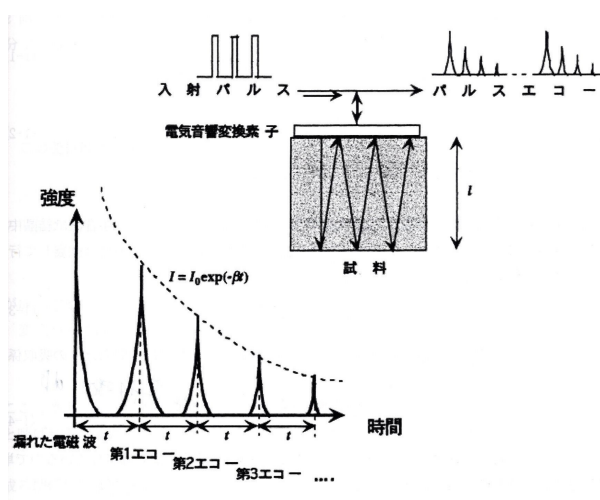 入 射 パ ル ス
パ ル ス エ コ ー
電気音響変換素 子
l
試 料
強度
I = I₀exp(-βt)
時間
漏れた電磁 波
t
t
t
t
第1エコ ー
第2エコ ー
第3エコ ー ....